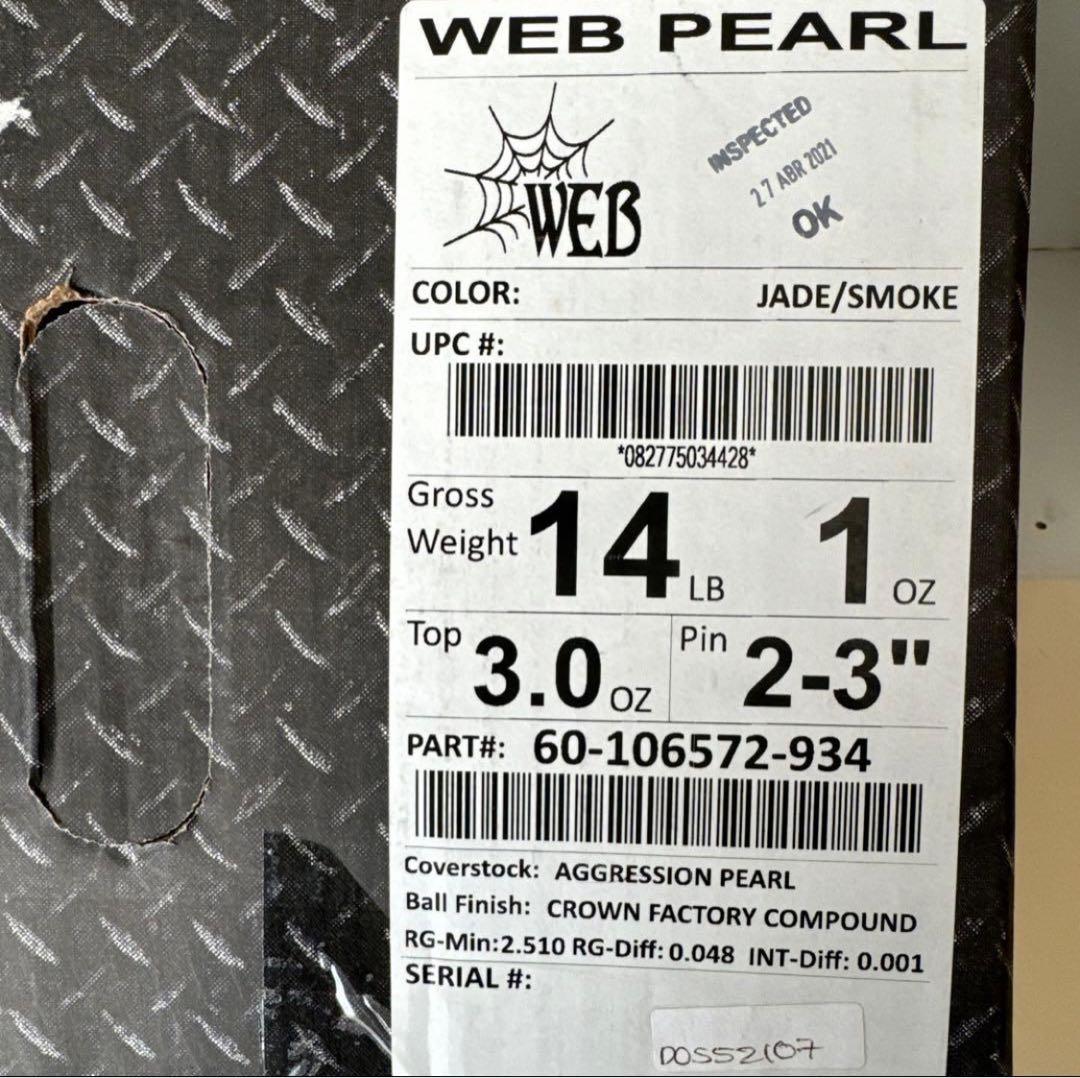 WEB PEARL
WEB
INSPECTED
27 ABR 2021
OK
COLOR: JADE/SMOKE
UPC #:
*082775034428*
Gross Weight 14 LB 1 OZ
Top 3.0 OZ Pin 2-3"
PART#: 60-106572-934
Coverstock: AGGRESSION PEARL
Ball Finish: CROWN FACTORY COMPOUND
RG-Min:2.510 RG-Diff: 0.048 INT-Diff: 0.001
SERIAL #: